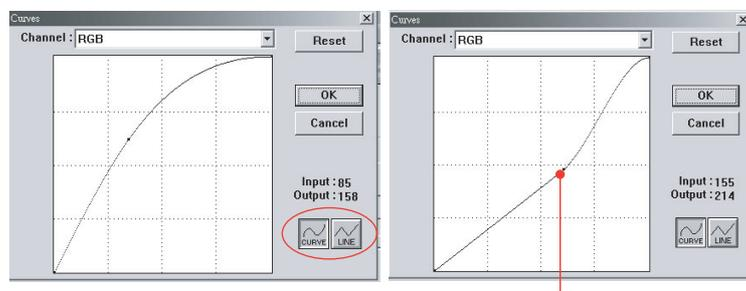 Curves
Channel : RGB
Reset
OK
Cancel
Input : 85
Output : 158
CURVE LINE
Curves
Channel : RGB
Reset
OK
Cancel
Input : 155
Output : 214
CURVE LINE